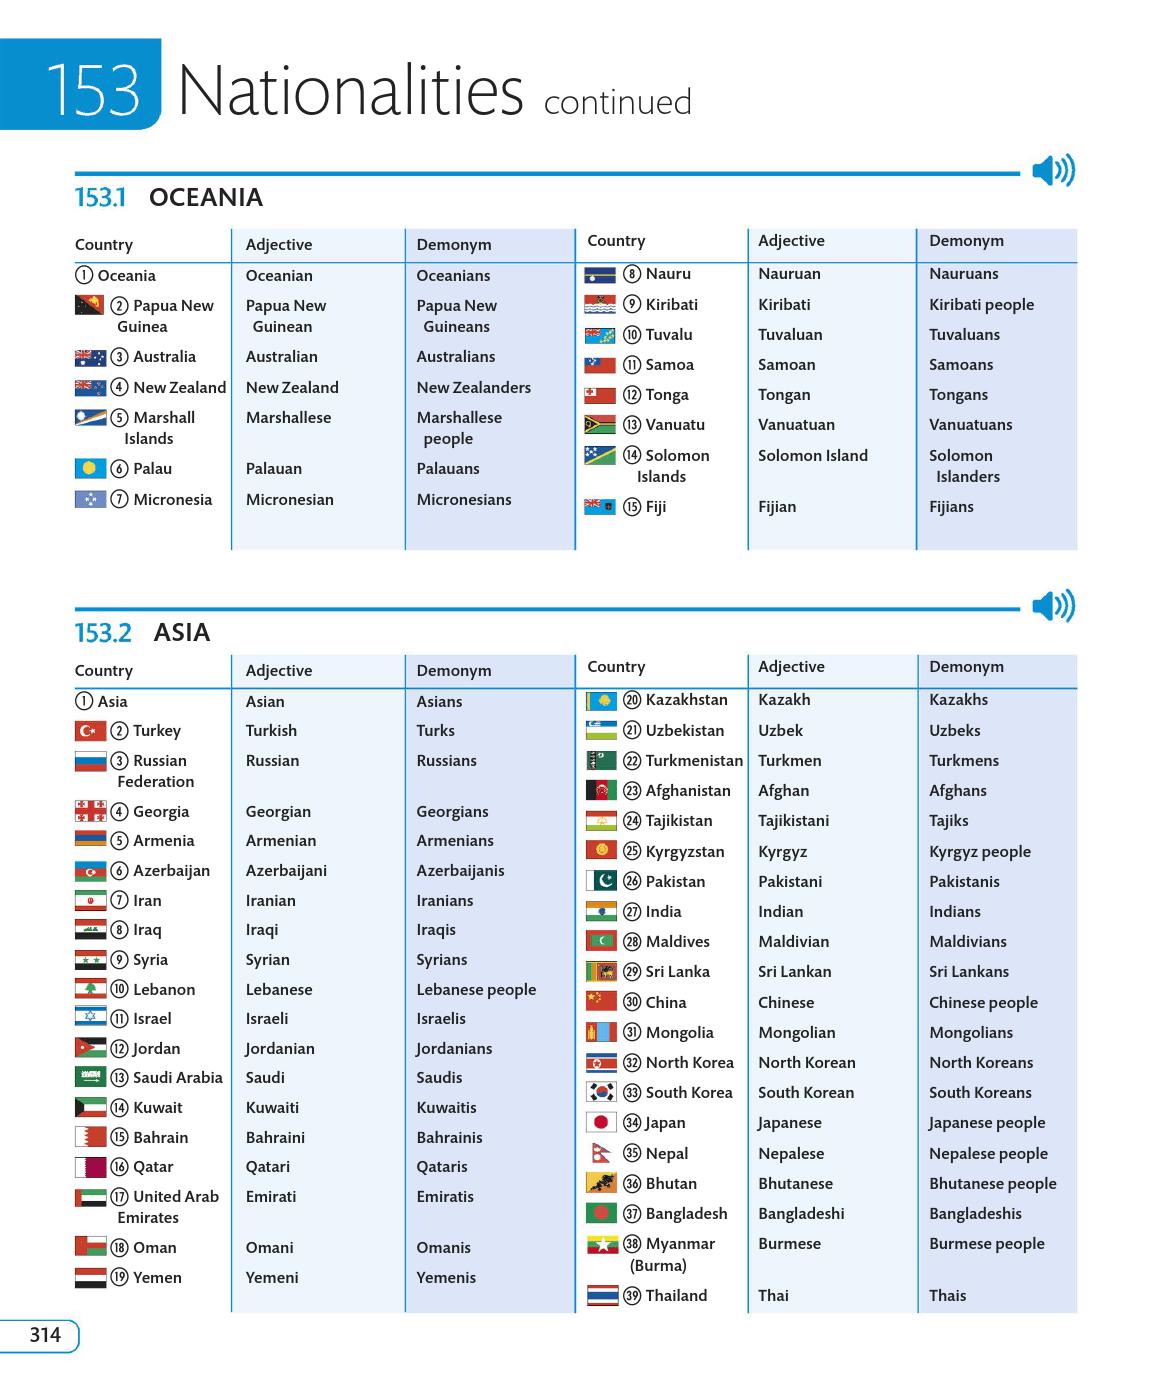 153 Nationalities continued
153.1 OCEANIA
Country Adjective Demonym
① Oceania Oceanian Oceanians
② Papua New Papua New Papua New
Guinea Guinean Guineans
③ Australia Australian Australians
④ New Zealand New Zealand New Zealanders
⑤ Marshall Marshallese Marshallese
Islands people
⑥ Palau Palauan Palauans
⑦ Micronesia Micronesian Micronesians
Country Adjective Demonym
⑧ Nauru Nauruan Nauruans
⑨ Kiribati Kiribati Kiribati people
⑩ Tuvalu Tuvaluan Tuvaluans
⑪ Samoa Samoan Samoans
⑫ Tonga Tongan Tongans
⑬ Vanuatu Vanuatuan Vanuatuans
⑭ Solomon Solomon Island Solomon
Islands Islanders
⑮ Fiji Fijian Fijians
153.2 ASIA
Country Adjective Demonym
① Asia Asian Asians
② Turkey Turkish Turks
③ Russian Russian Russians
Federation
④ Georgia Georgian Georgians
⑤ Armenia Armenian Armenians
⑥ Azerbaijan Azerbaijani Azerbaijanis
⑦ Iran Iranian Iranians
⑧ Iraq Iraqi Iraqis
⑨ Syria Syrian Syrians
⑩ Lebanon Lebanese Lebanese people
⑪ Israel Israeli Israelis
⑫ Jordan Jordanian Jordanians
⑬ Saudi Arabia Saudi Saudis
⑭ Kuwait Kuwaiti Kuwaitis
⑮ Bahrain Bahraini Bahrainis
⑯ Qatar Qatari Qataris
⑰ United Arab Emirati Emiratis
Emirates
⑱ Oman Omani Omanis
⑲ Yemen Yemeni Yemenis
Country Adjective Demonym
⑳ Kazakhstan Kazakh Kazakhs
㉑ Uzbekistan Uzbek Uzbeks
㉒ Turkmenistan Turkmen Turkmens
㉓ Afghanistan Afghan Afghans
㉔ Tajikistan Tajikistani Tajiks
㉕ Kyrgyzstan Kyrgyz Kyrgyz people
㉖ Pakistan Pakistani Pakistanis
㉗ India Indian Indians
㉘ Maldives Maldivian Maldivians
㉙ Sri Lanka Sri Lankan Sri Lankans
㉚ China Chinese Chinese people
㉛ Mongolia Mongolian Mongolians
㉜ North Korea North Korean North Koreans
㉝ South Korea South Korean South Koreans
㉞ Japan Japanese Japanese people
㉟ Nepal Nepalese Nepalese people
㊱ Bhutan Bhutanese Bhutanese people
㊲ Bangladesh Bangladeshi Bangladeshis
㊳ Myanmar Burmese Burmese people
(Burma)
㊴ Thailand Thai Thais
314